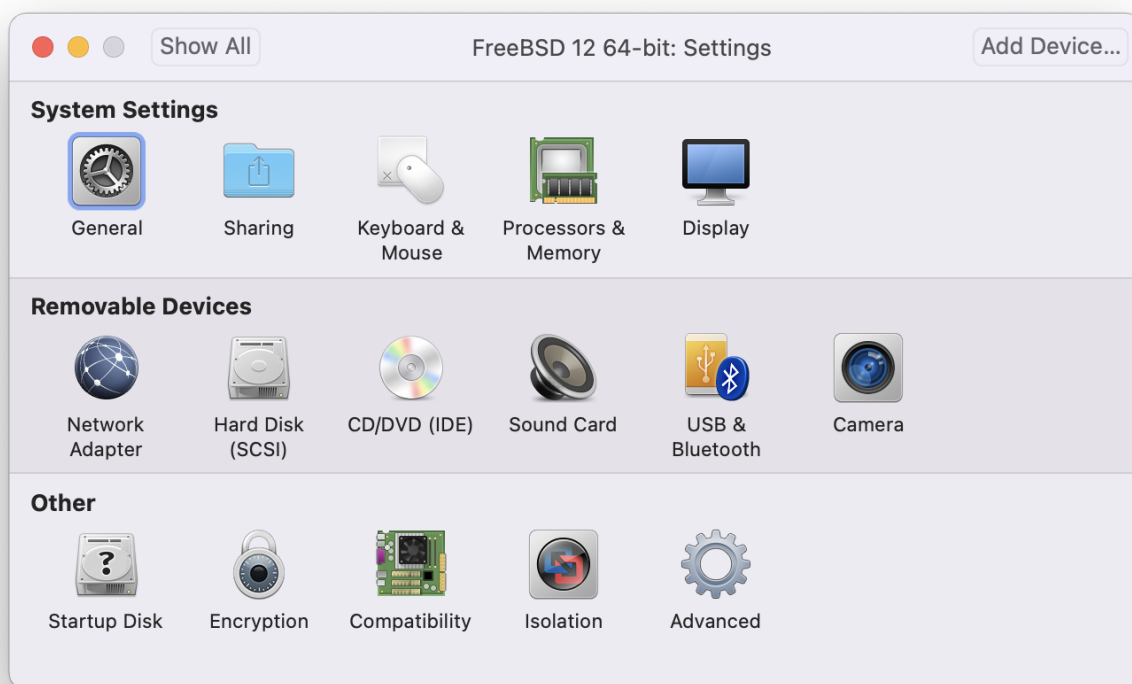 Show All
FreeBSD 12 64-bit: Settings
Add Device...
System Settings
General
Sharing
Keyboard &
Mouse
Processors &
Memory
Display
Removable Devices
Network
Adapter
Hard Disk
(SCSI)
CD/DVD (IDE)
Sound Card
USB &
Bluetooth
Camera
Other
?
Startup Disk
Encryption
Compatibility
Isolation
Advanced